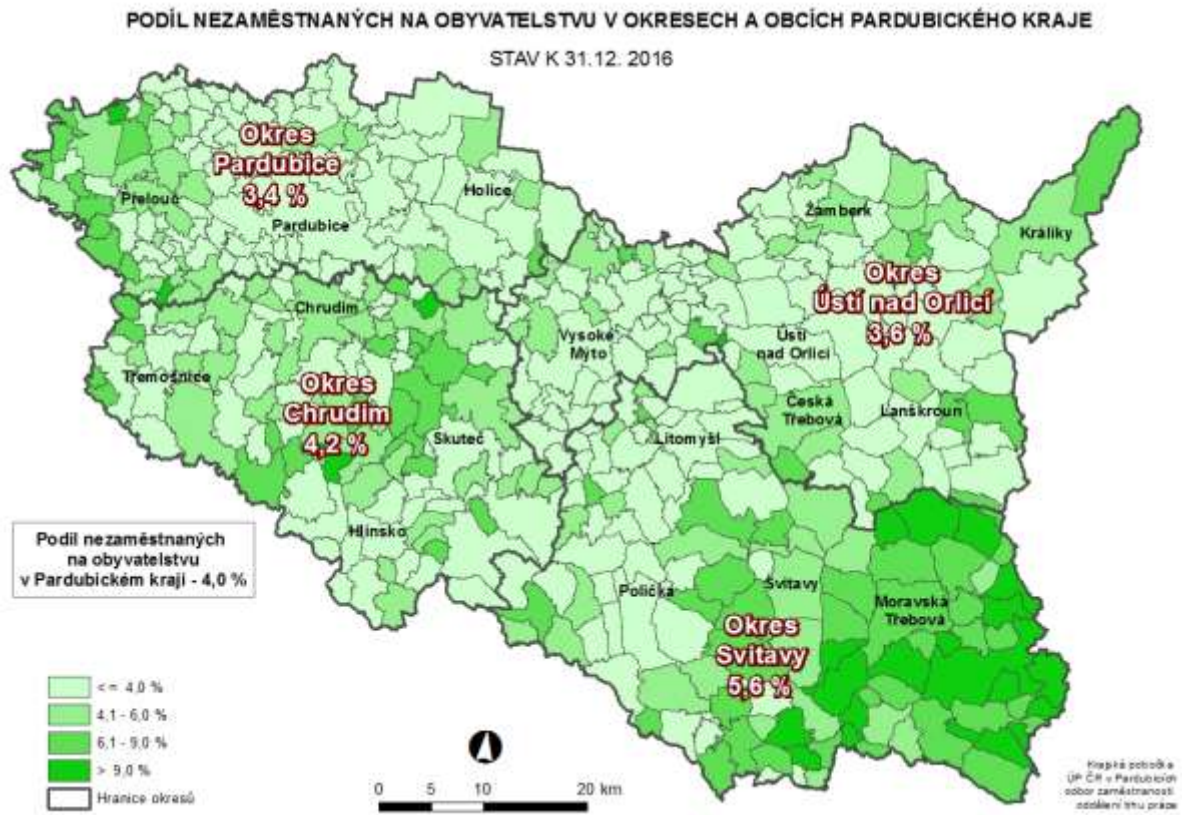 PODÍL NEZAMĚSTNANÝCH NA OBYVATELSTVU V OKRESECH A OBCÍCH PARDUBICKÉHO KRAJE
STAV K 31.12. 2016
Okres
Pardubice
3,4 %
Přelouč
Holice
Pardubice
Žamberk
Králíky
Okres
Ústí nad Orlicí
3,6 %
Chrudim
Vysoké
Mýto
Ústí
nad Orlicí
Třemošnice
Okres
Chrudim
4,2 %
Česká
Třebová
Lanškroun
Skuteč
Litomyšl
Hlinsko
Podíl nezaměstnaných
na obyvatelstvu
v Pardubickém kraji - 4,0 %
Polička
Svitavy
Moravská
Třebová
Okres
Svitavy
5,6 %
<= 4,0 %
4,1 - 6,0 %
6,1 - 9,0 %
> 9,0 %
Hranice okresů
0 5 10 20 km
Krajská pobočka
ÚP ČR v Pardubicích
odbor zaměstnanosti
oddělení trhu práce